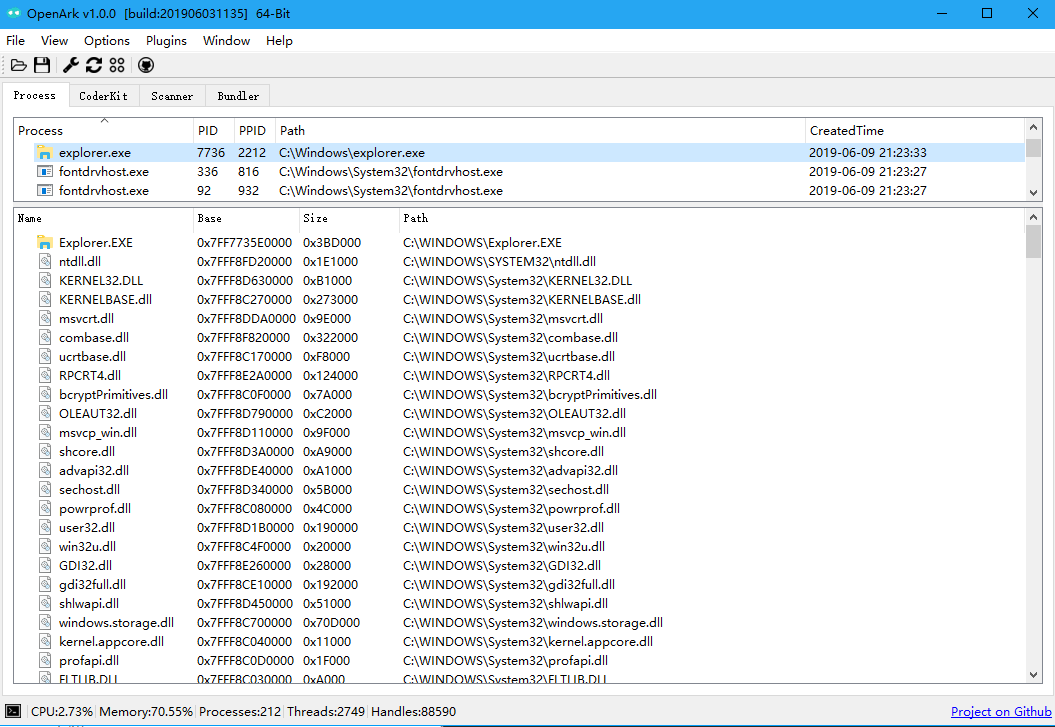 OpenArk v1.0.0 [build:201906031135] 64-Bit
File View Options Plugins Window Help
Process CoderKit Scanner Bundler
Process PID PPID Path CreatedTime
explorer.exe 7736 2212 C:\Windows\explorer.exe 2019-06-09 21:23:33
fontdrvhost.exe 336 816 C:\Windows\System32\fontdrvhost.exe 2019-06-09 21:23:27
fontdrvhost.exe 92 932 C:\Windows\System32\fontdrvhost.exe 2019-06-09 21:23:27
Name Base Size Path
Explorer.EXE 0x7FF7735E0000 0x3BD000 C:\WINDOWS\Explorer.EXE
ntdll.dll 0x7FFF8FD20000 0x1E1000 C:\WINDOWS\SYSTEM32\ntdll.dll
KERNEL32.DLL 0x7FFF8D630000 0xB1000 C:\WINDOWS\System32\KERNEL32.DLL
KERNELBASE.dll 0x7FFF8C270000 0x273000 C:\WINDOWS\System32\KERNELBASE.dll
msvcrt.dll 0x7FFF8DDA0000 0x9E000 C:\WINDOWS\System32\msvcrt.dll
combase.dll 0x7FFF8F820000 0x322000 C:\WINDOWS\System32\combase.dll
ucrtbase.dll 0x7FFF8C170000 0xF8000 C:\WINDOWS\System32\ucrtbase.dll
RPCRT4.dll 0x7FFF8E2A0000 0x124000 C:\WINDOWS\System32\RPCRT4.dll
bcryptPrimitives.dll 0x7FFF8C0F0000 0x7A000 C:\WINDOWS\System32\bcryptPrimitives.dll
OLEAUT32.dll 0x7FFF8D790000 0xC2000 C:\WINDOWS\System32\OLEAUT32.dll
msvcp_win.dll 0x7FFF8D110000 0x9F000 C:\WINDOWS\System32\msvcp_win.dll
shcore.dll 0x7FFF8D3A0000 0xA9000 C:\WINDOWS\System32\shcore.dll
advapi32.dll 0x7FFF8DE40000 0xA1000 C:\WINDOWS\System32\advapi32.dll
sechost.dll 0x7FFF8D340000 0x5B000 C:\WINDOWS\System32\sechost.dll
powrprof.dll 0x7FFF8C080000 0x4C000 C:\WINDOWS\System32\powrprof.dll
user32.dll 0x7FFF8D1B0000 0x190000 C:\WINDOWS\System32\user32.dll
win32u.dll 0x7FFF8C4F0000 0x20000 C:\WINDOWS\System32\win32u.dll
GDI32.dll 0x7FFF8E260000 0x28000 C:\WINDOWS\System32\GDI32.dll
gdi32full.dll 0x7FFF8CE10000 0x192000 C:\WINDOWS\System32\gdi32full.dll
shlwapi.dll 0x7FFF8D450000 0x51000 C:\WINDOWS\System32\shlwapi.dll
windows.storage.dll 0x7FFF8C700000 0x70D000 C:\WINDOWS\System32\windows.storage.dll
kernel.appcore.dll 0x7FFF8C040000 0x11000 C:\WINDOWS\System32\kernel.appcore.dll
profapi.dll 0x7FFF8C0D0000 0x1F000 C:\WINDOWS\System32\profapi.dll
FLTLIB.DLL 0x7FFF8C030000 0xA000 C:\WINDOWS\System32\FLTLIB.DLL
CPU:2.73% Memory:70.55% Processes:212 Threads:2749 Handles:88590 Project on Github